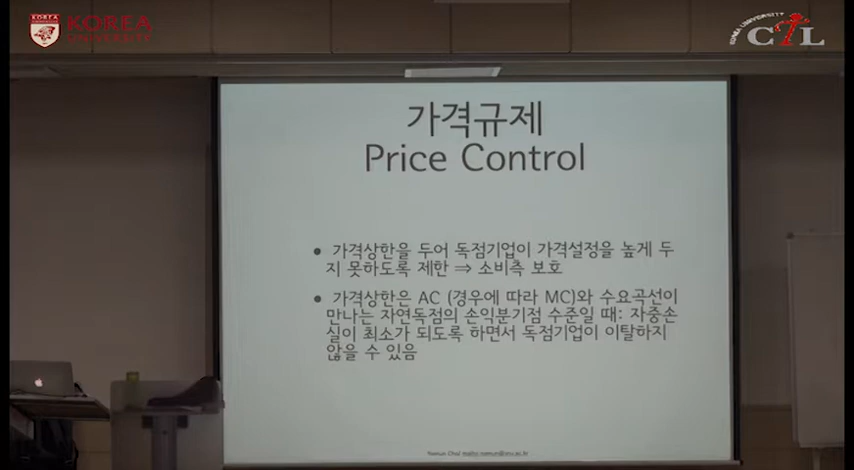 KOREA
UNIVERSITY
CTL
가격규제
Price Control
• 가격상한을 두어 독점기업이 가격설정을 높게 두
지 못하도록 제한 ⇒ 소비측 보호
• 가격상한은 AC (경우에 따라 MC)와 수요곡선이
만나는 자연독점의 손익분기점 수준일 때: 자중손
실이 최소가 되도록 하면서 독점기업이 이탈하지
않을 수 있음